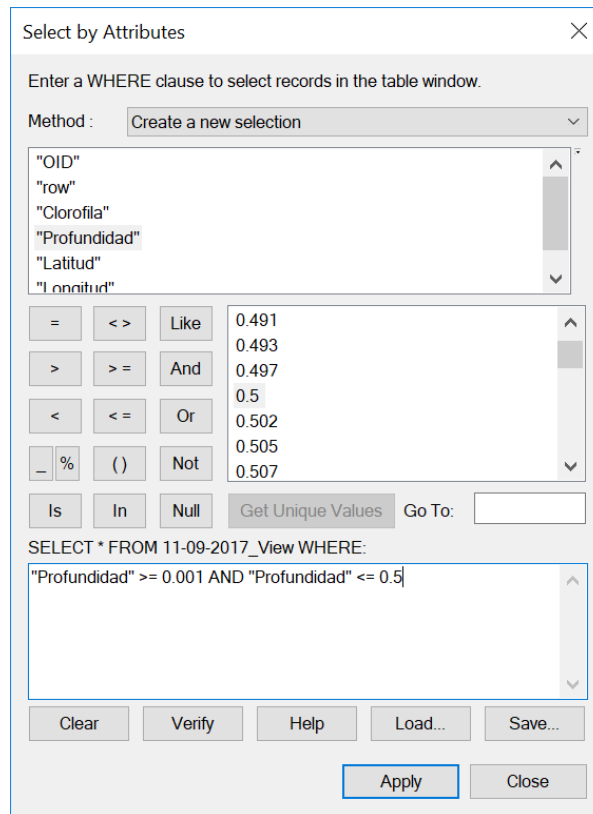 Select by Attributes
Enter a WHERE clause to select records in the table window.
Method : Create a new selection
"OID"
"row"
"Clorofila"
"Profundidad"
"Latitud"
"Longitud"
= < > Like
> > = And
< < = Or
_ % ( ) Not
Is In Null
0.491
0.493
0.497
0.5
0.502
0.505
0.507
Get Unique Values Go To:
SELECT * FROM 11-09-2017_View WHERE:
"Profundidad" >= 0.001 AND "Profundidad" <= 0.5
Clear Verify Help Load... Save...
Apply Close